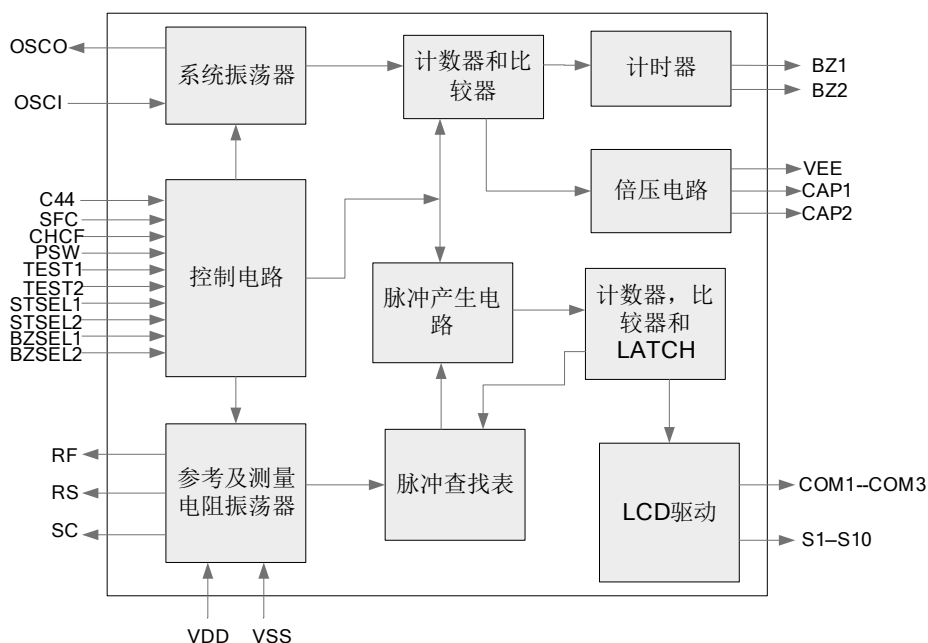 OSCO
OSCI
系统振荡器
计数器和比
较器
计时器
BZ1
BZ2
倍压电路
VEE
CAP1
CAP2
C44
SFC
CHCF
PSW
TEST1
TEST2
STSEL1
STSEL2
BZSEL1
BZSEL2
控制电路
脉冲产生电
路
计数器，比
较器和
LATCH
RF
RS
SC
参考及测量
电阻振荡器
脉冲查找表
LCD驱动
COM1--COM3
S1–S10
VDD
VSS